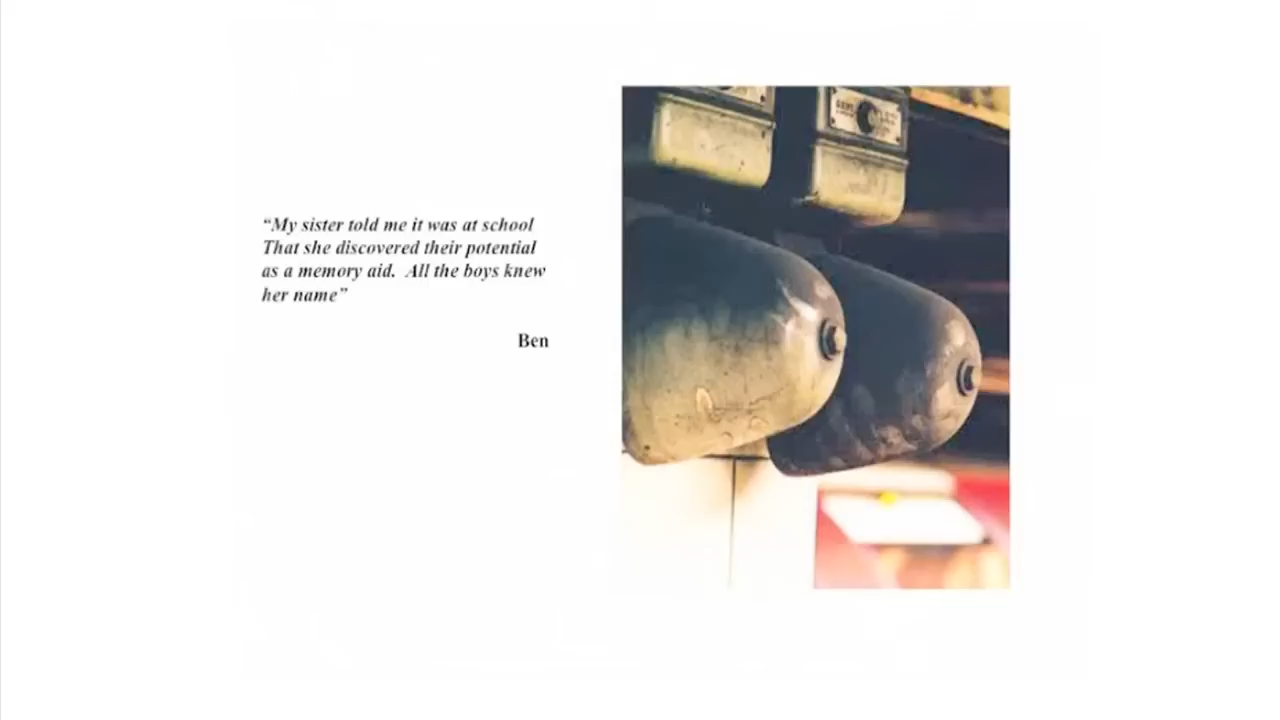 “My sister told me it was at school
That she discovered their potential
as a memory aid.  All the boys knew
her name”
Ben